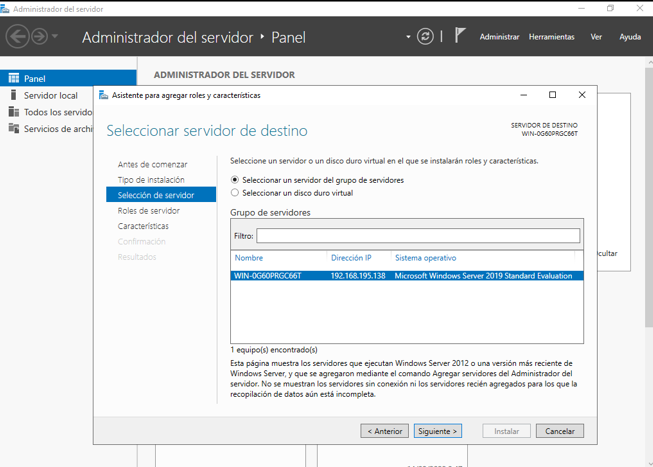 Administrador del servidor
Administrador del servidor Panel
Administrar Herramientas Ver Ayuda
Panel
Servidor local
Todos los servido
Servicios de archi
ADMINISTRADOR DEL SERVIDOR
Asistente para agregar roles y características
Seleccionar servidor de destino
SERVIDOR DE DESTINO
WIN-0G60PRGC66T
Antes de comenzar
Tipo de instalación
Selección de servidor
Roles de servidor
Características
Confirmación
Resultados
Seleccione un servidor o un disco duro virtual en el que se instalarán roles y características.
Seleccionar un servidor del grupo de servidores
Seleccionar un disco duro virtual
Grupo de servidores
Filtro:
Nombre Dirección IP Sistema operativo
WIN-0G60PRGC66T 192.168.195.138 Microsoft Windows Server 2019 Standard Evaluation
1 equipo(s) encontrado(s)
Esta página muestra los servidores que ejecutan Windows Server 2012 o una versión más reciente de
Windows Server, y que se agregaron mediante el comando Agregar servidores del Administrador del
servidor. No se muestran los servidores sin conexión ni los servidores recién agregados para los que la
recopilación de datos aún está incompleta.
< Anterior Siguiente > Instalar Cancelar
cultar